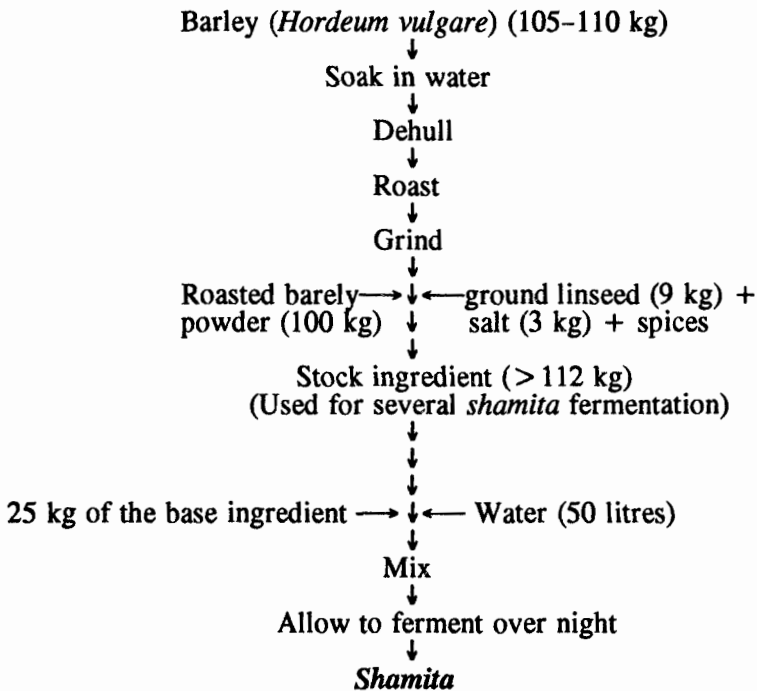 Barley (Hordeum vulgare) (105–110 kg)
Soak in water
Dehull
Roast
Grind
Roasted barely ground linseed (9 kg) +
powder (100 kg) salt (3 kg) + spices
Stock ingredient (> 112 kg)
(Used for several shamita fermentation)
25 kg of the base ingredient Water (50 litres)
Mix
Allow to ferment over night
Shamita